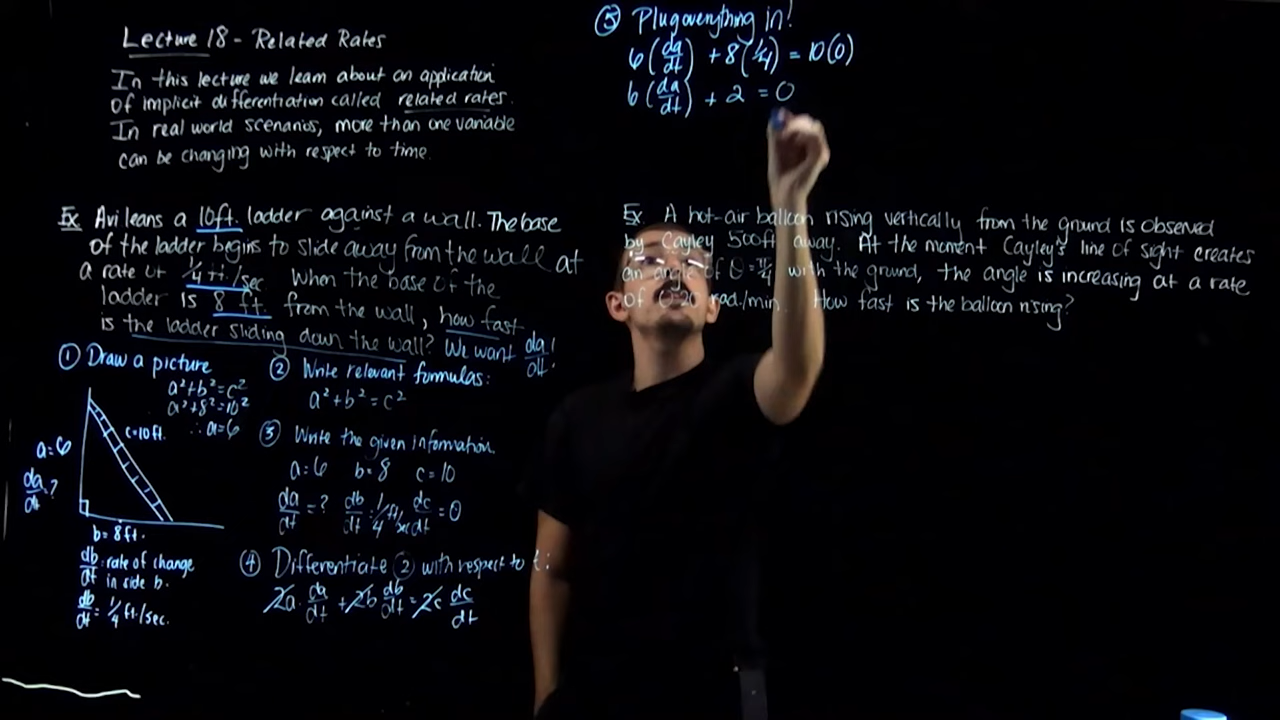 Lecture 18 - Related Rates
In this lecture we learn about an application
of implicit differentiation called related rates.
In real world scenarios, more than one variable
can be changing with respect to time.
Ex Avi leans a 10ft. ladder against a wall. The base
of the ladder begins to slide away from the wall at
a rate of 1/4 ft./sec When the base of the
ladder is 8 ft. from the wall, how fast
is the ladder sliding down the wall? We want da/dt!
① Draw a picture
a²+b²=c²
a²+8²=10²
∴ a=6
c=10ft.
a=6
da/dt=?
b=8ft.
db/dt: rate of change
in side b.
db/dt=1/4 ft./sec.
② Write relevant formulas:
a²+b²=c²
③ Write the given information.
a=6 b=8 c=10
da/dt=? db/dt=1/4 ft/sec dc/dt=0
④ Differentiate ② with respect to t:
2a·da/dt+2b db/dt=2c dc/dt
⑤ Plug everything in!
6(da/dt)+8(1/4)=10(0)
6(da/dt)+2=0
Ex. A hot-air balloon rising vertically from the ground is observed
by Cayley 500ft away. At the moment Cayley's line of sight creates
an angle of θ=π/4 with the ground, the angle is increasing at a rate
of 0.20 rad./min. How fast is the balloon rising?